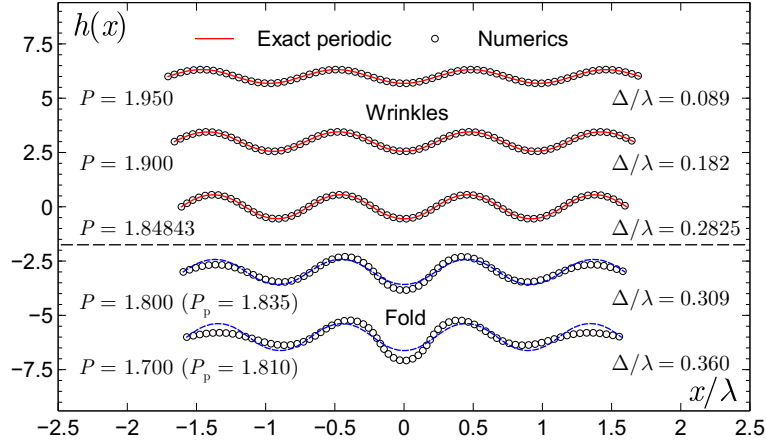 h(x)
Exact periodic Numerics
7.5
P = 1.950 Δ/λ = 0.089
5
Wrinkles
2.5
P = 1.900 Δ/λ = 0.182
0
P = 1.84843 Δ/λ = 0.2825
−2.5
P = 1.800 (Pₚ = 1.835) Δ/λ = 0.309
−5
Fold
P = 1.700 (Pₚ = 1.810) Δ/λ = 0.360
−7.5
x/λ
−2.5 −2 −1.5 −1 −0.5 0 0.5 1 1.5 2 2.5